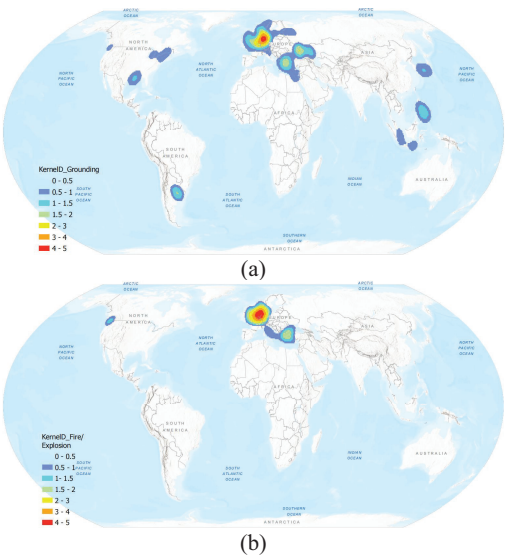 ARCTIC
OCEAN
ARCTIC
OCEAN
NORTH
AMERICA
EUROPE
ASIA
NORTH
PACIFIC
OCEAN
NORTH
ATLANTIC
OCEAN
NORTH
PACIFIC
OCEAN
AFRICA
SOUTH
AMERICA
KernelD_Grounding
0 - 0.5
0.5 - 1
1 - 1.5
1.5 - 2
2 - 3
3 - 4
4 - 5
SOUTH
PACIFIC
OCEAN
SOUTH
ATLANTIC
OCEAN
INDIAN
OCEAN
AUSTRALIA
SOUTHERN
OCEAN
ANTARCTICA
(a)
ARCTIC
OCEAN
ARCTIC
OCEAN
NORTH
AMERICA
EUROPE
ASIA
NORTH
PACIFIC
OCEAN
NORTH
ATLANTIC
OCEAN
NORTH
PACIFIC
OCEAN
AFRICA
SOUTH
AMERICA
KernelD_Fire/
Explosion
0 - 0.5
0.5 - 1
1- 1.5
1.5 - 2
2 - 3
3 - 4
4 - 5
SOUTH
PACIFIC
OCEAN
SOUTH
ATLANTIC
OCEAN
INDIAN
OCEAN
AUSTRALIA
SOUTHERN
OCEAN
ANTARCTICA
(b)